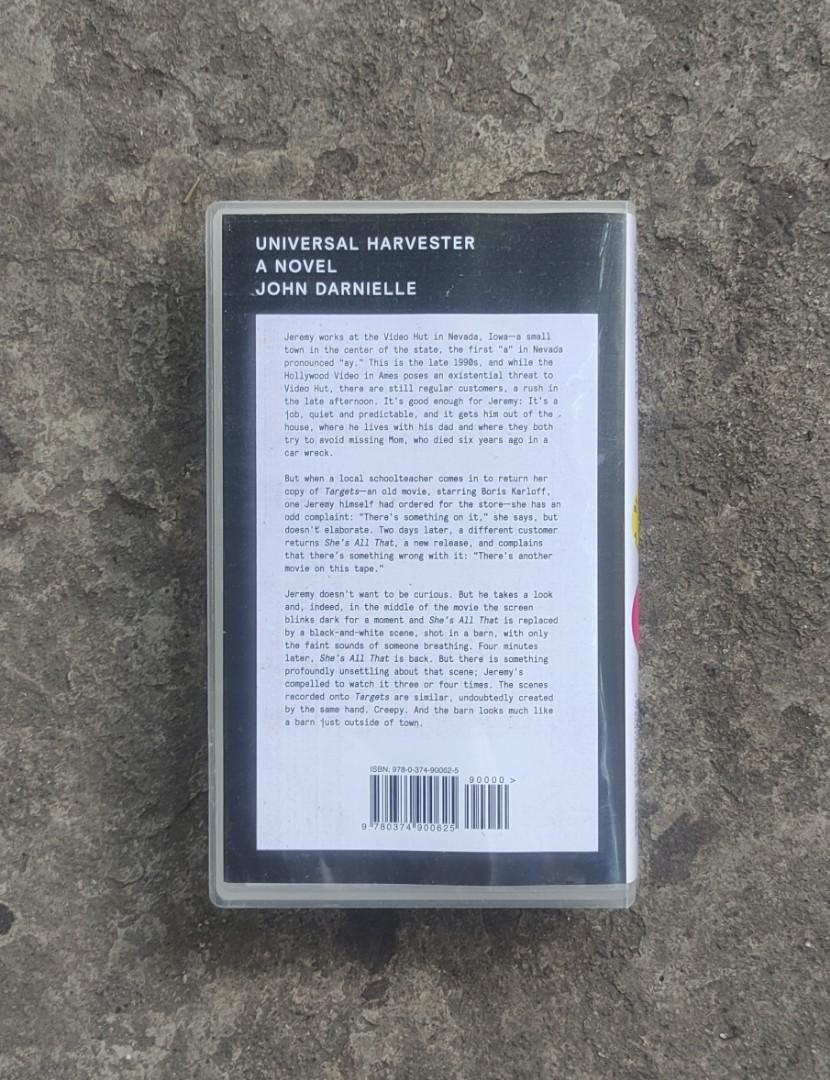 UNIVERSAL HARVESTER
A NOVEL
JOHN DARNIELLE
Jeremy works at the Video Hut in Nevada, Iowa—a small
town in the center of the state, the first "a" in Nevada
pronounced "ay." This is the late 1990s, and while the
Hollywood Video in Ames poses an existential threat to
Video Hut, there are still regular customers, a rush in
the late afternoon. It's good enough for Jeremy: It's a
job, quiet and predictable, and it gets him out of the
house, where he lives with his dad and where they both
try to avoid missing Mom, who died six years ago in a
car wreck.
But when a local schoolteacher comes in to return her
copy of Targets—an old movie, starring Boris Karloff,
one Jeremy himself had ordered for the store—she has an
odd complaint: "There's something on it," she says, but
doesn't elaborate. Two days later, a different customer
returns She's All That, a new release, and complains
that there's something wrong with it: "There's another
movie on this tape."
Jeremy doesn't want to be curious. But he takes a look
and, indeed, in the middle of the movie the screen
blinks dark for a moment and She's All That is replaced
by a black-and-white scene, shot in a barn, with only
the faint sounds of someone breathing. Four minutes
later, She's All That is back. But there is something
profoundly unsettling about that scene; Jeremy's
compelled to watch it three or four times. The scenes
recorded onto Targets are similar, undoubtedly created
by the same hand. Creepy. And the barn looks much like
a barn just outside of town.
ISBN: 978-0-374-90062-5
90000 >
9 780374 900625